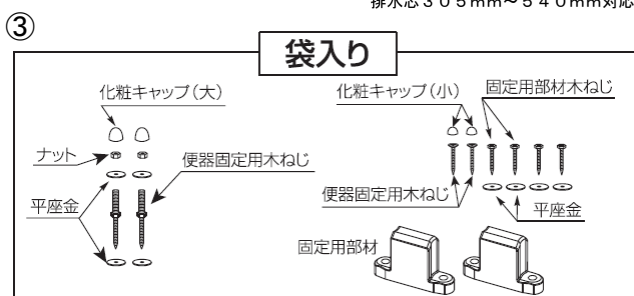 排水芯305mm~540mm対応
③
袋入り
化粧キャップ(大)
ナット
平座金
便器固定用木ねじ
化粧キャップ(小)
固定用部材木ねじ
便器固定用木ねじ
平座金
固定用部材